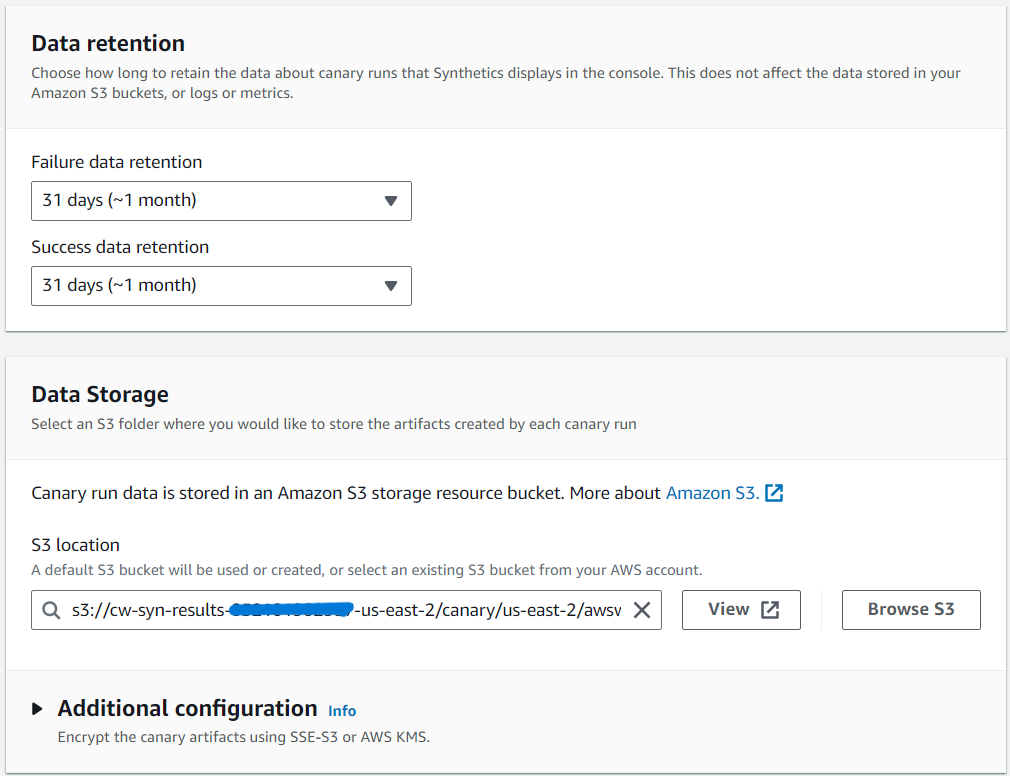 Data retention
Choose how long to retain the data about canary runs that Synthetics displays in the console. This does not affect the data stored in your
Amazon S3 buckets, or logs or metrics.
Failure data retention
31 days (~1 month)
Success data retention
31 days (~1 month)
Data Storage
Select an S3 folder where you would like to store the artifacts created by each canary run
Canary run data is stored in an Amazon S3 storage resource bucket. More about Amazon S3.
S3 location
A default S3 bucket will be used or created, or select an existing S3 bucket from your AWS account.
s3://cw-syn-results- -us-east-2/canary/us-east-2/awsv View Browse S3
Additional configuration Info
Encrypt the canary artifacts using SSE-S3 or AWS KMS.